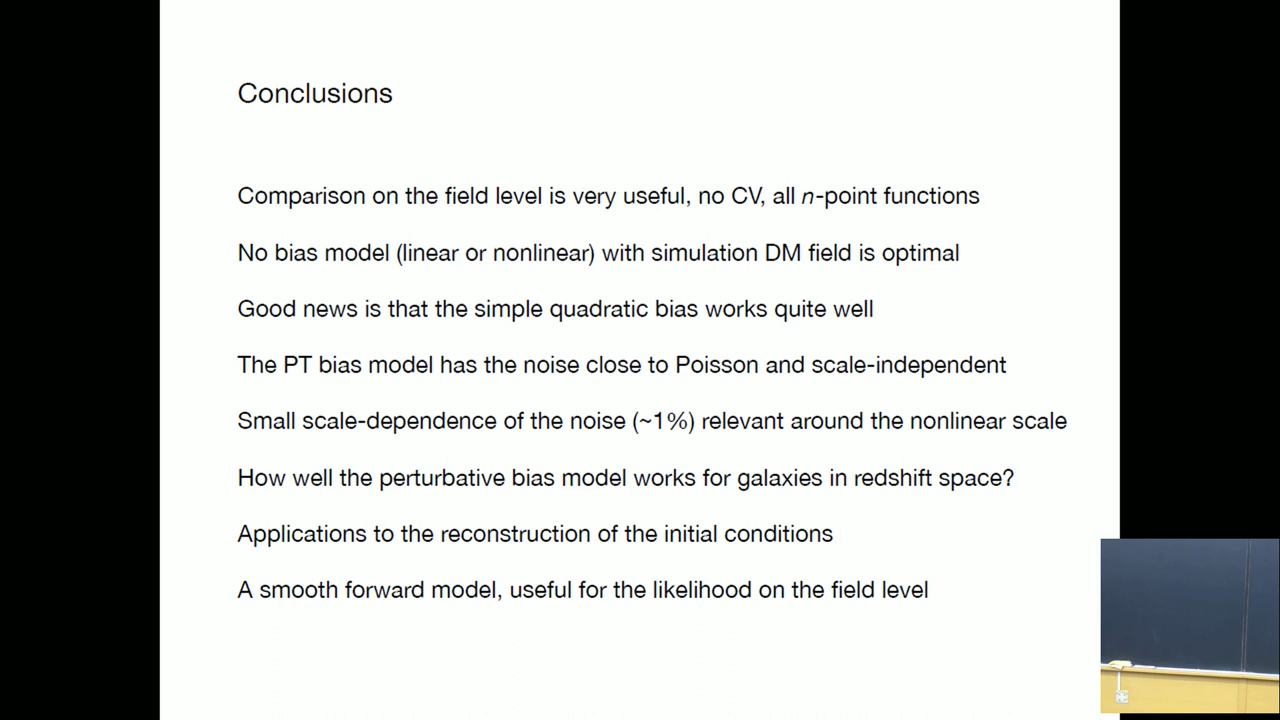 Conclusions
Comparison on the field level is very useful, no CV, all n-point functions
No bias model (linear or nonlinear) with simulation DM field is optimal
Good news is that the simple quadratic bias works quite well
The PT bias model has the noise close to Poisson and scale-independent
Small scale-dependence of the noise (~1%) relevant around the nonlinear scale
How well the perturbative bias model works for galaxies in redshift space?
Applications to the reconstruction of the initial conditions
A smooth forward model, useful for the likelihood on the field level